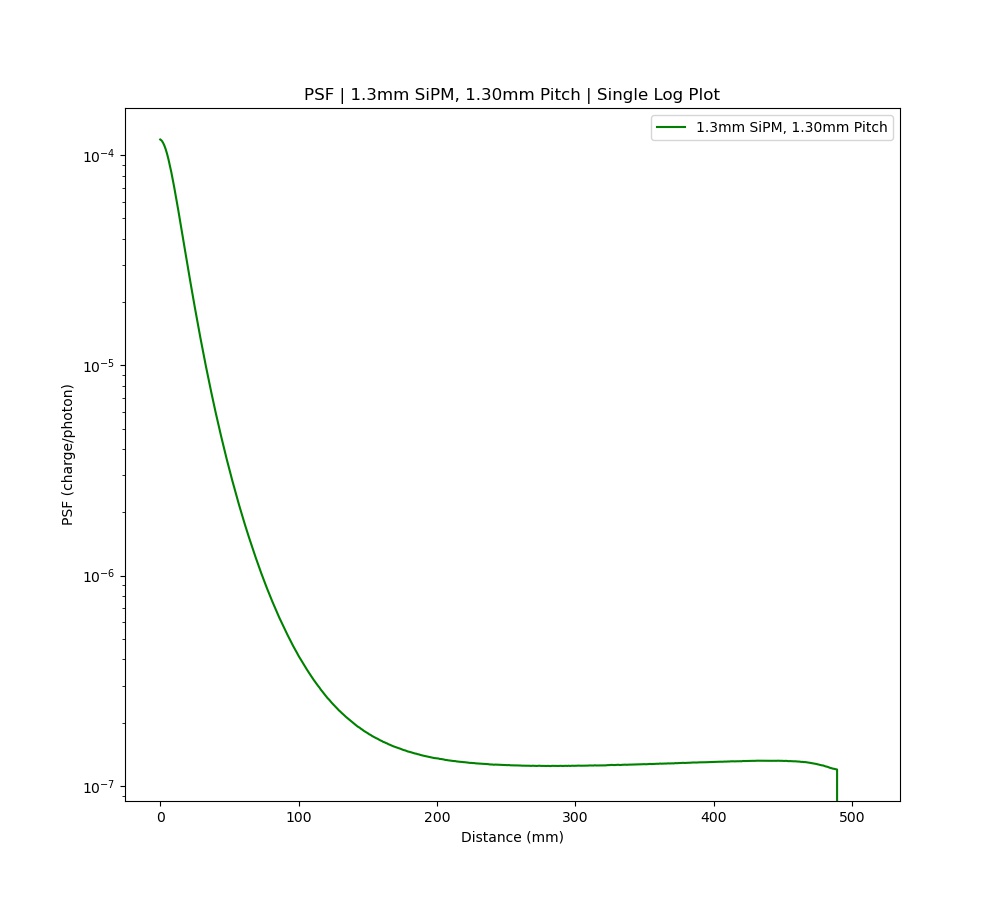 PSF | 1.3mm SiPM, 1.30mm Pitch | Single Log Plot
1.3mm SiPM, 1.30mm Pitch
10⁻⁴
10⁻⁵
10⁻⁶
10⁻⁷
PSF (charge/photon)
0 100 200 300 400 500
Distance (mm)